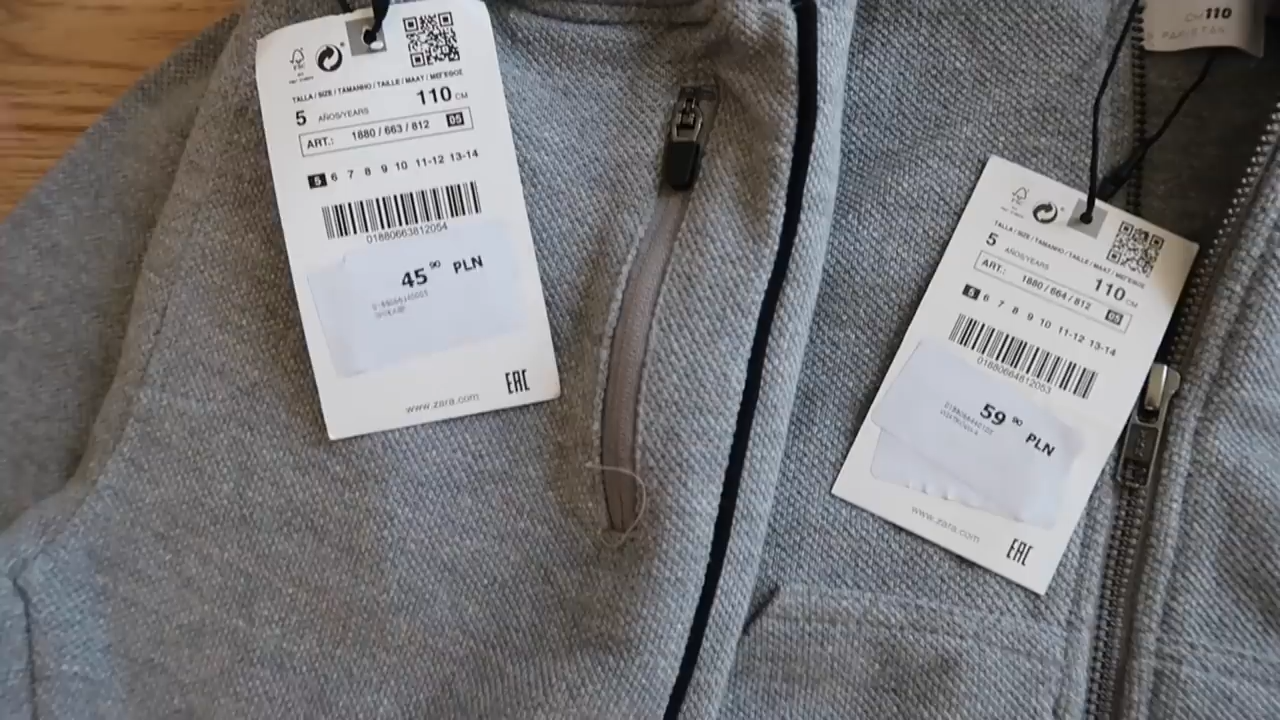 TALLA / SIZE / TAMANHO / TAILLE / MAAT / ΜΕΓΕΘΟΣ
5 AÑOS/YEARS 110 CM
ART.: 1880 / 663 / 812 05
5 6 7 8 9 10 11-12 13-14
01880663812054
45 90 PLN
www.zara.com
EAC
CM 110
PAKISTAN
TALLA / SIZE / TAMANHO / TAILLE / MAAT / ΜΕΓΕΘΟΣ
5 AÑOS/YEARS 110 CM
ART.: 1880 / 664 / 812 05
5 6 7 8 9 10 11-12 13-14
01880664812053
59 90 PLN
www.zara.com
EAC